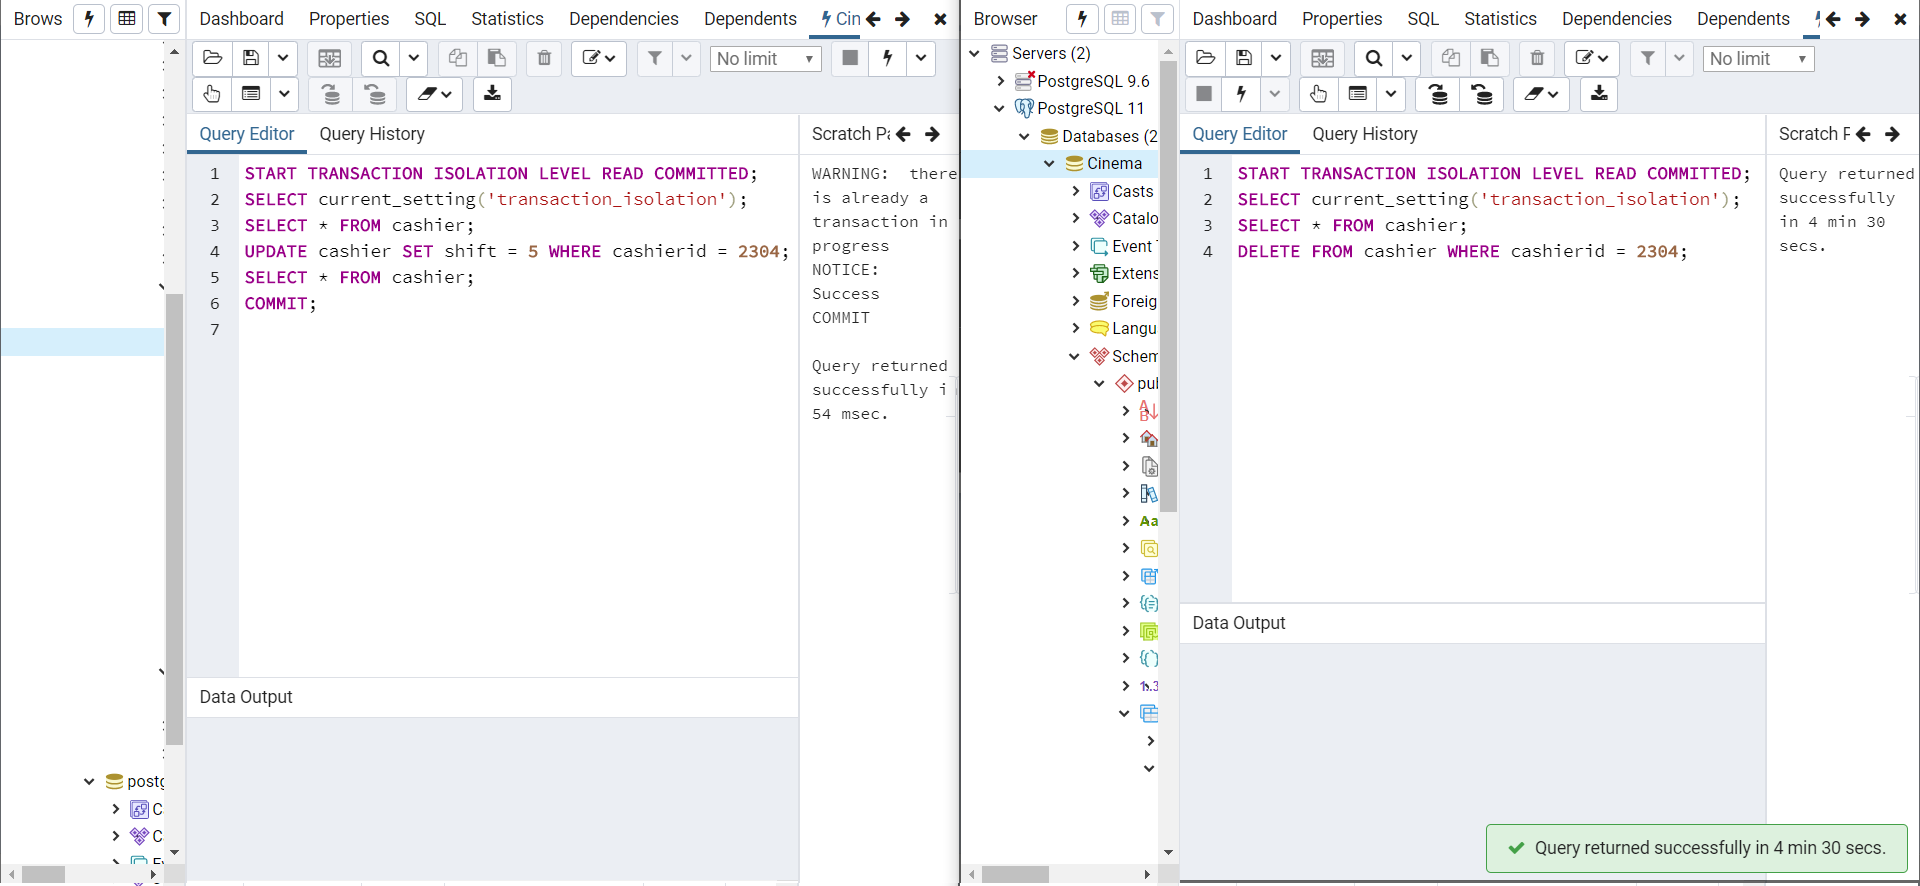 Brows
Dashboard Properties SQL Statistics Dependencies Dependents Cin
No limit
Query Editor Query History
Scratch Pa
1 START TRANSACTION ISOLATION LEVEL READ COMMITTED;
2 SELECT current_setting('transaction_isolation');
3 SELECT * FROM cashier;
4 UPDATE cashier SET shift = 5 WHERE cashierid = 2304;
5 SELECT * FROM cashier;
6 COMMIT;
7
WARNING: there
is already a
transaction in
progress
NOTICE:
Success
COMMIT
Query returned
successfully i
54 msec.
Data Output
postg
C
C
Ev
Browser
Servers (2)
PostgreSQL 9.6
PostgreSQL 11
Databases (2
Cinema
Casts
Catalo
Event T
Extens
Foreig
Langu
Schem
pul
Aa
1..3
Dashboard Properties SQL Statistics Dependencies Dependents
No limit
Query Editor Query History
Scratch P
1 START TRANSACTION ISOLATION LEVEL READ COMMITTED;
2 SELECT current_setting('transaction_isolation');
3 SELECT * FROM cashier;
4 DELETE FROM cashier WHERE cashierid = 2304;
Query returned
successfully
in 4 min 30
secs.
Data Output
Query returned successfully in 4 min 30 secs.